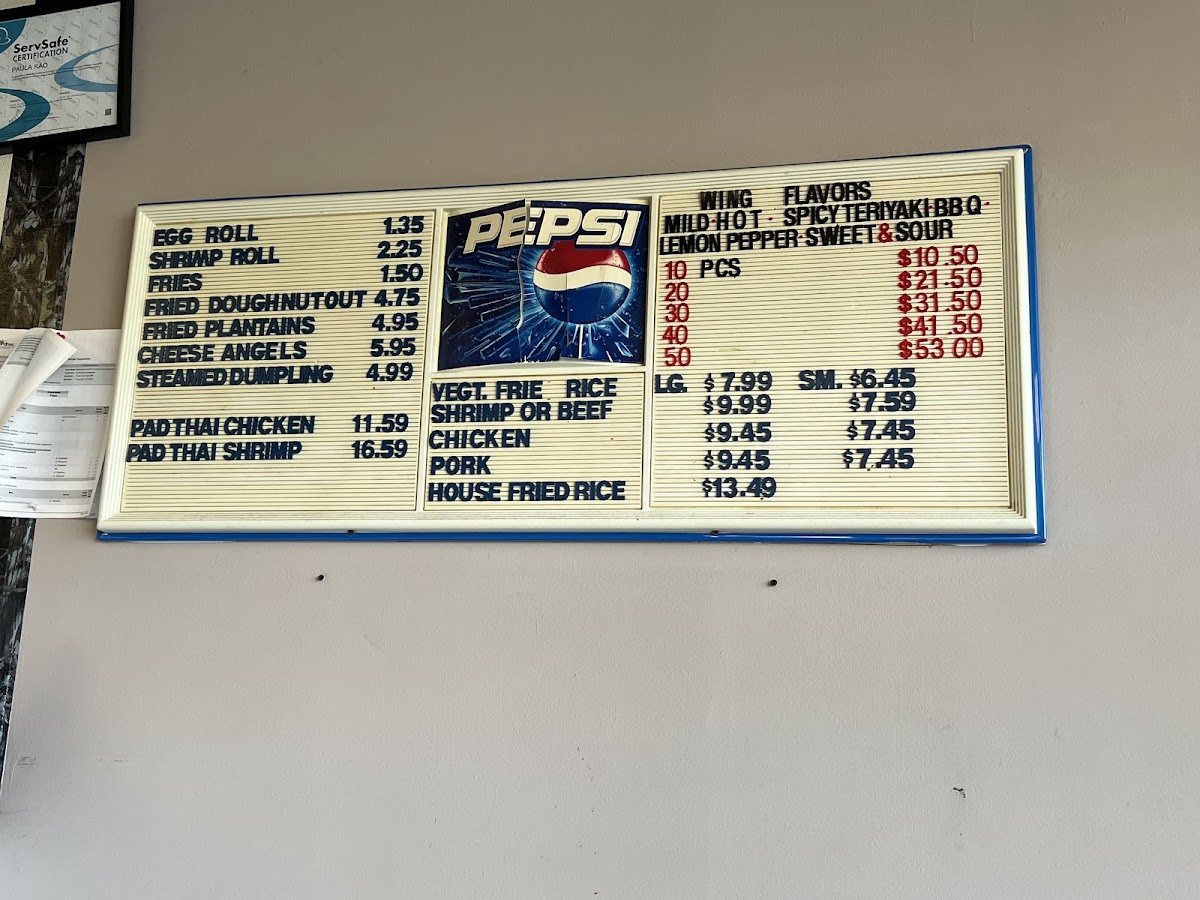 ServSafe
CERTIFICATION
PAULA KAO
EGG ROLL 1.35
SHRIMP ROLL 2.25
FRIES 1.50
FRIED DOUGHNUTOUT 4.75
FRIED PLANTAINS 4.95
CHEESE ANGELS 5.95
STEAMED DUMPLING 4.99
PAD THAI CHICKEN 11.59
PAD THAI SHRIMP 16.59
PEPSI
VEGT. FRIE RICE
SHRIMP OR BEEF
CHICKEN
PORK
HOUSE FRIED RICE
WING FLAVORS
MILD·HOT· SPICY TERIYAKI·BBQ·
LEMON PEPPER·SWEET&SOUR
10 PCS $10.50
20 $21.50
30 $31.50
40 $41.50
50 $53 00
LG. $7.99 SM. $6.45
$9.99 $7.59
$9.45 $7.45
$9.45 $7.45
$13.49